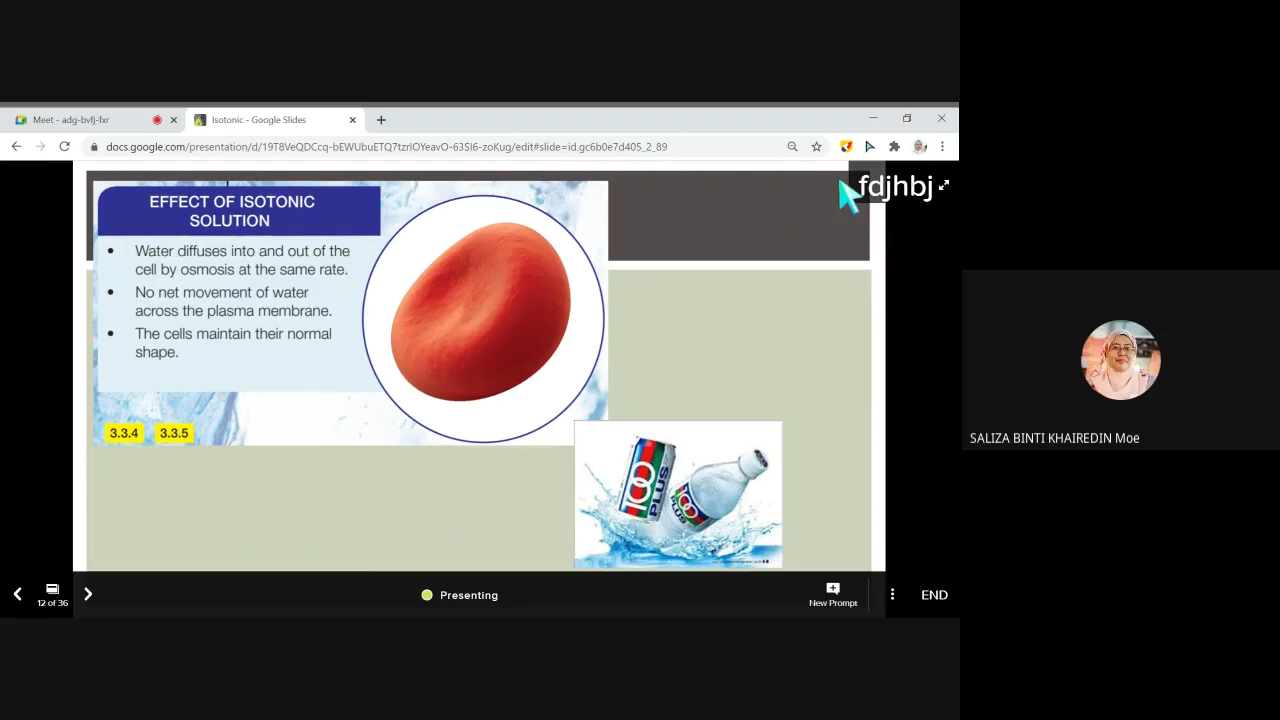 Meet - adg-bvfj-fxr
Isotonic - Google Slides
docs.google.com/presentation/d/19T8VeQDCcq-bEWUbuETQ7tzrlOYeavO-63Sl6-zoKug/edit#slide=id.gc6b0e7d405_2_89
fdjhbj
EFFECT OF ISOTONIC
SOLUTION
• Water diffuses into and out of the
cell by osmosis at the same rate.
• No net movement of water
across the plasma membrane.
• The cells maintain their normal
shape.
3.3.4 3.3.5
100 PLUS
100 PLUS
SALIZA BINTI KHAIREDIN Moe
12 of 36
Presenting
New Prompt
END